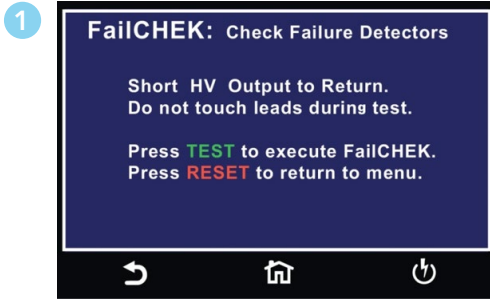 1
FailCHEK: Check Failure Detectors
Short HV Output to Return.
Do not touch leads during test.
Press TEST to execute FailCHEK.
Press RESET to return to menu.